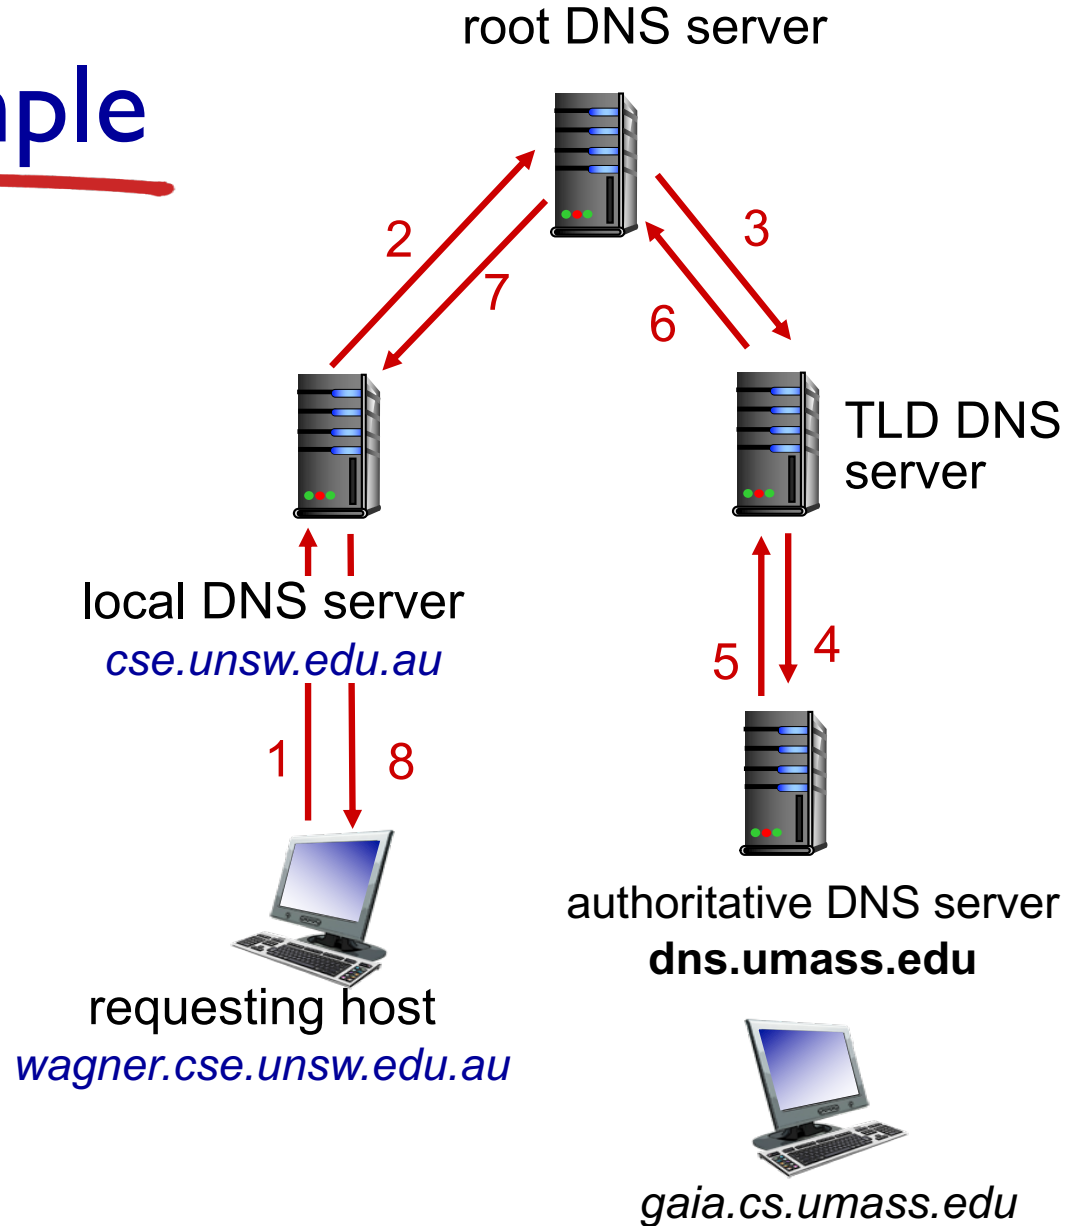 root DNS server
2
3
7
6
TLD DNS
server
local DNS server
cse.unsw.edu.au
5
4
1
8
authoritative DNS server
dns.umass.edu
requesting host
wagner.cse.unsw.edu.au
gaia.cs.umass.edu